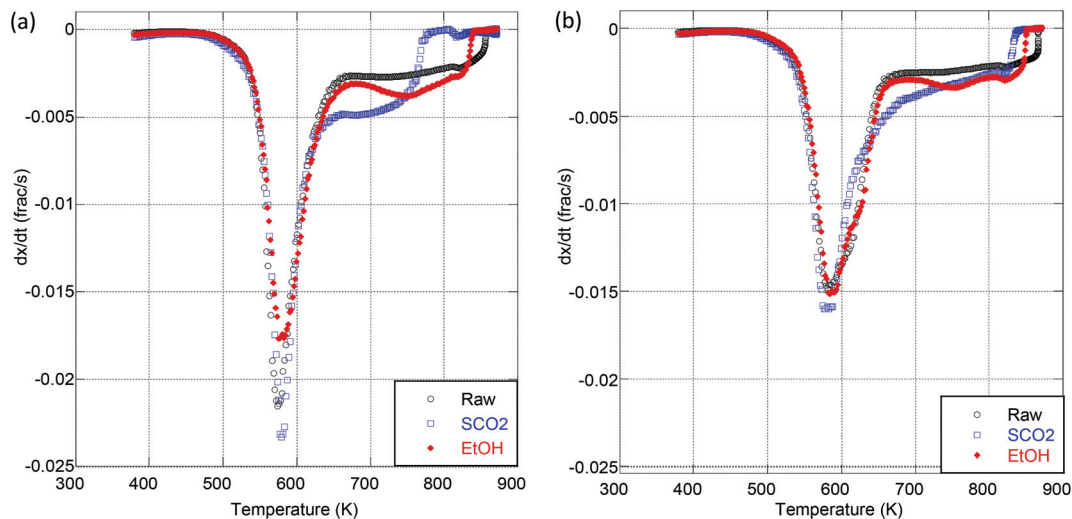 (a)
0
-0.005
-0.01
-0.015
-0.02
-0.025
dx/dt (frac/s)
300 400 500 600 700 800 900
Temperature (K)
Raw
SCO2
EtOH
(b)
0
-0.005
-0.01
-0.015
-0.02
-0.025
dx/dt (frac/s)
300 400 500 600 700 800 900
Temperature (K)
Raw
SCO2
EtOH